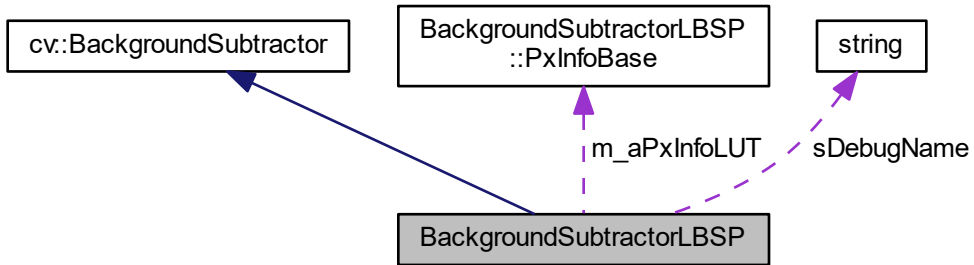 cv::BackgroundSubtractor
BackgroundSubtractorLBSP
::PxInfoBase
string
m_aPxInfoLUT
sDebugName
BackgroundSubtractorLBSP